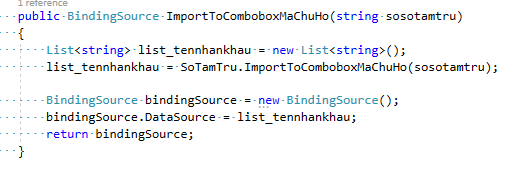 1 reference
public BindingSource ImportToComboboxMaChuHo(string sosotamtru)
{
List<string> list_tennhankhau = new List<string>();
list_tennhankhau = SoTamTru.ImportToComboboxMaChuHo(sosotamtru);
BindingSource bindingSource = new BindingSource();
bindingSource.DataSource = list_tennhankhau;
return bindingSource;
}